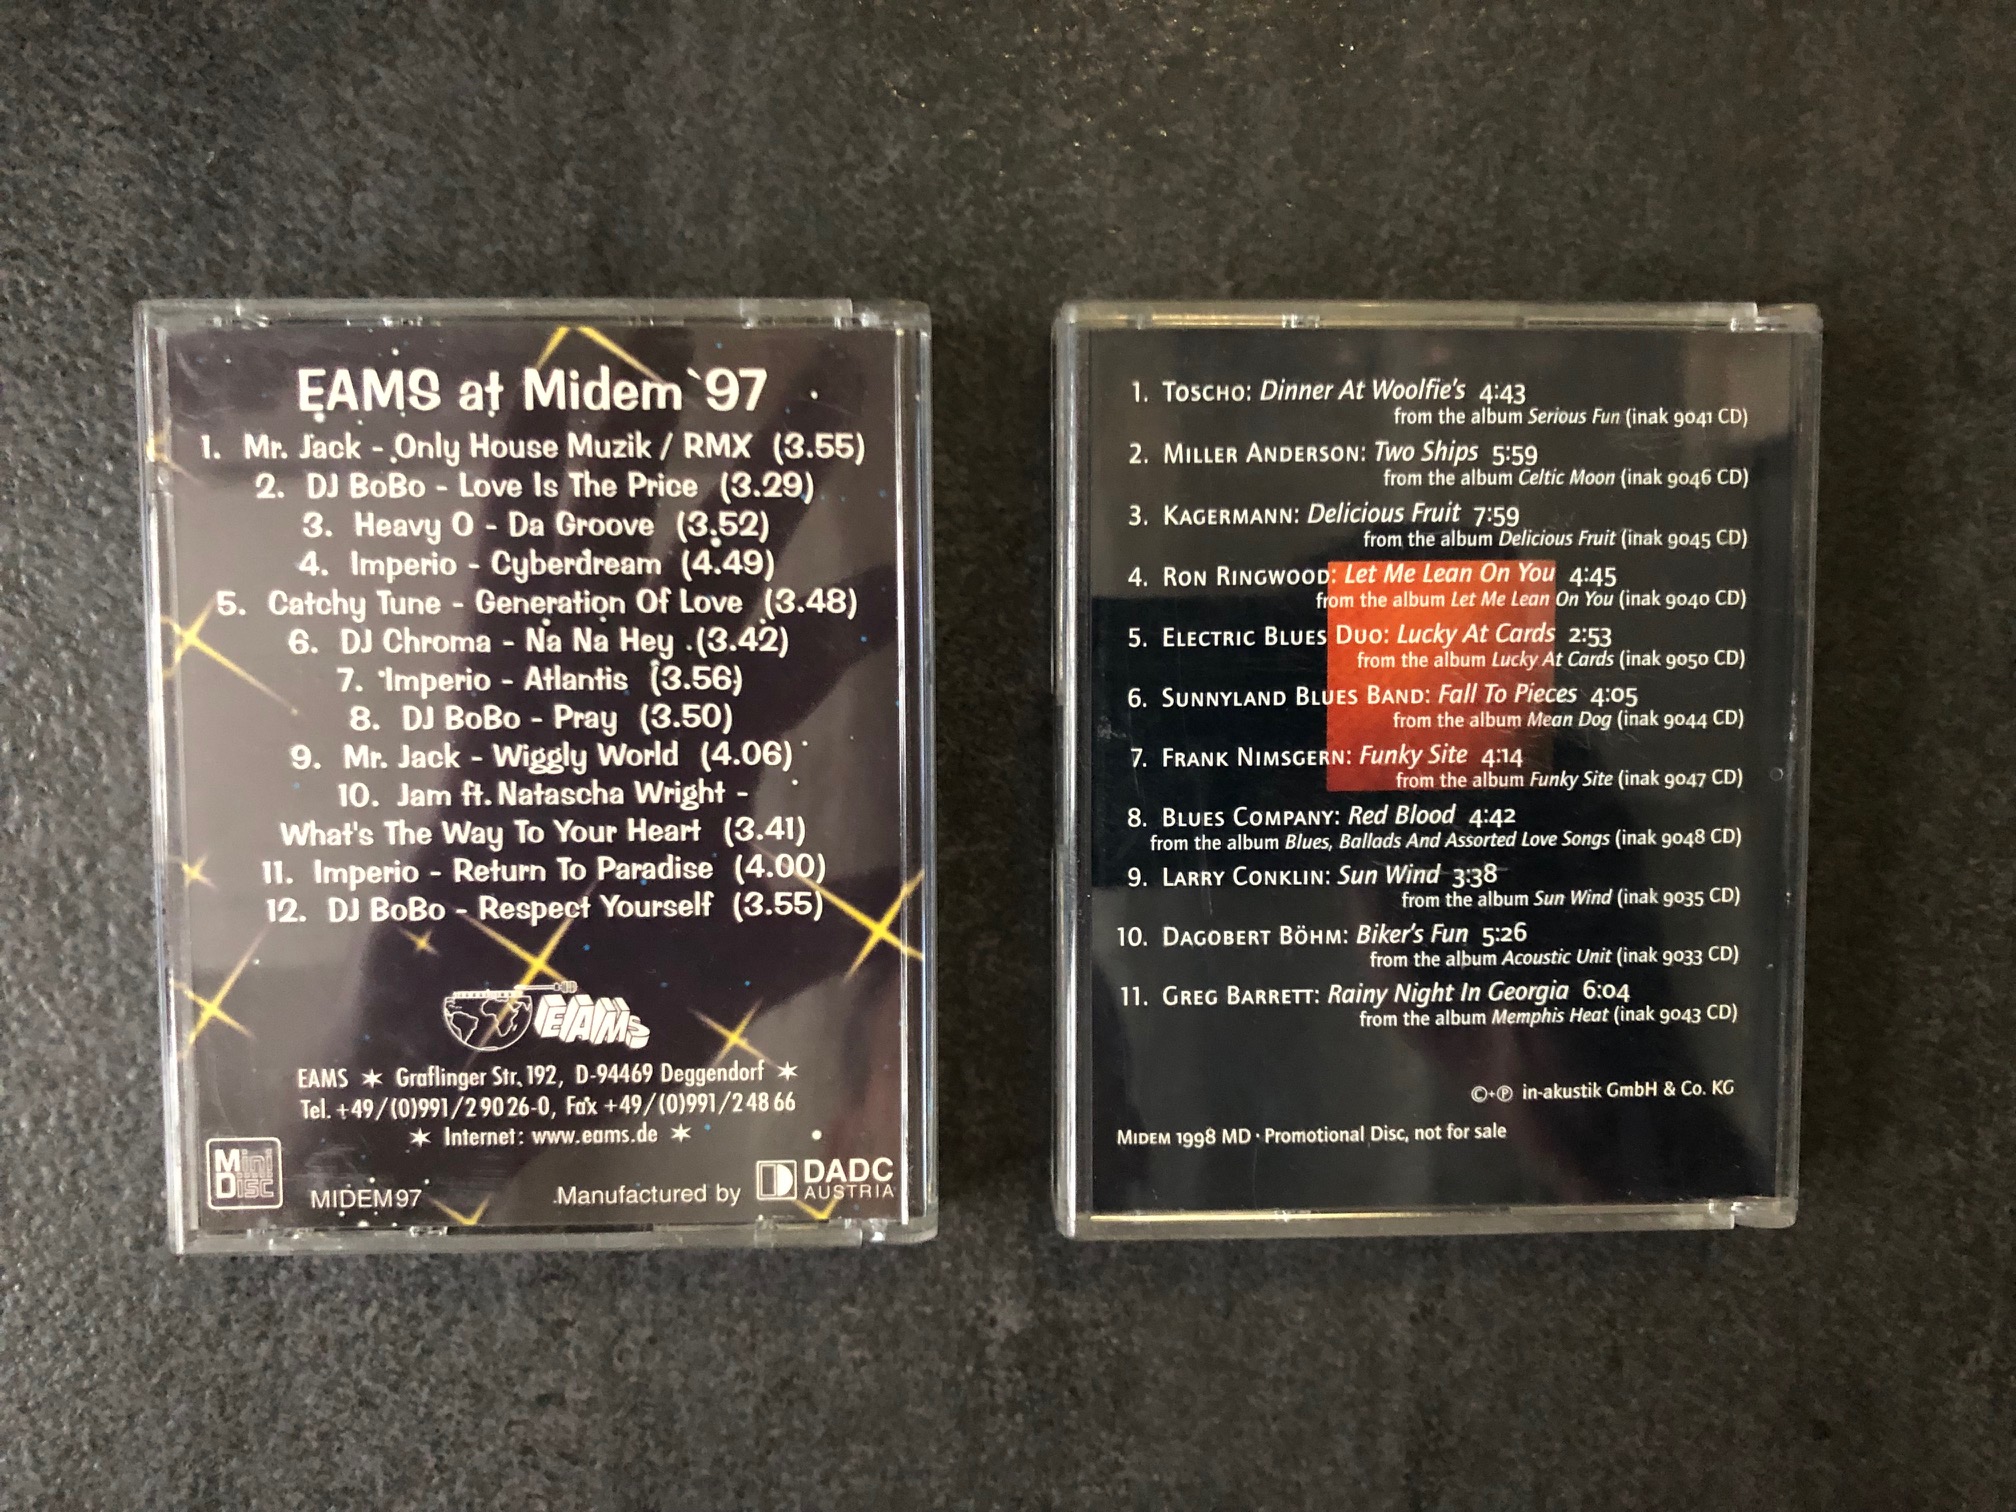 EAMS at Midem`97
1. Mr. Jack - Only House Muzik / RMX (3.55)
2. DJ BoBo - Love Is The Price (3.29)
3. Heavy O - Da Groove (3.52)
4. Imperio - Cyberdream (4.49)
5. Catchy Tune - Generation Of Love (3.48)
6. DJ Chroma - Na Na Hey (3.42)
7. Imperio - Atlantis (3.56)
8. DJ BoBo - Pray (3.50)
9. Mr. Jack - Wiggly World (4.06)
10. Jam ft. Natascha Wright -
What's The Way To Your Heart (3.41)
11. Imperio - Return To Paradise (4.00)
12. DJ BoBo - Respect Yourself (3.55)
EAMS
EAMS ✶ Graflinger Str. 192, D-94469 Deggendorf ✶
Tel. +49/(0)991/2 90 26-0, Fax +49/(0)991/2 48 66
✶ Internet: www.eams.de ✶
Mini
Disc
MIDEM97
Manufactured by
DADC
AUSTRIA
1. Toscho: Dinner At Woolfie's 4:43
from the album Serious Fun (inak 9041 CD)
2. Miller Anderson: Two Ships 5:59
from the album Celtic Moon (inak 9046 CD)
3. Kagermann: Delicious Fruit 7:59
from the album Delicious Fruit (inak 9045 CD)
4. Ron Ringwood: Let Me Lean On You 4:45
from the album Let Me Lean On You (inak 9040 CD)
5. Electric Blues Duo: Lucky At Cards 2:53
from the album Lucky At Cards (inak 9050 CD)
6. Sunnyland Blues Band: Fall To Pieces 4:05
from the album Mean Dog (inak 9044 CD)
7. Frank Nimsgern: Funky Site 4:14
from the album Funky Site (inak 9047 CD)
8. Blues Company: Red Blood 4:42
from the album Blues, Ballads And Assorted Love Songs (inak 9048 CD)
9. Larry Conklin: Sun Wind 3:38
from the album Sun Wind (inak 9035 CD)
10. Dagobert Böhm: Biker's Fun 5:26
from the album Acoustic Unit (inak 9033 CD)
11. Greg Barrett: Rainy Night In Georgia 6:04
from the album Memphis Heat (inak 9043 CD)
©+℗ in-akustik GmbH & Co. KG
Midem 1998 MD · Promotional Disc, not for sale